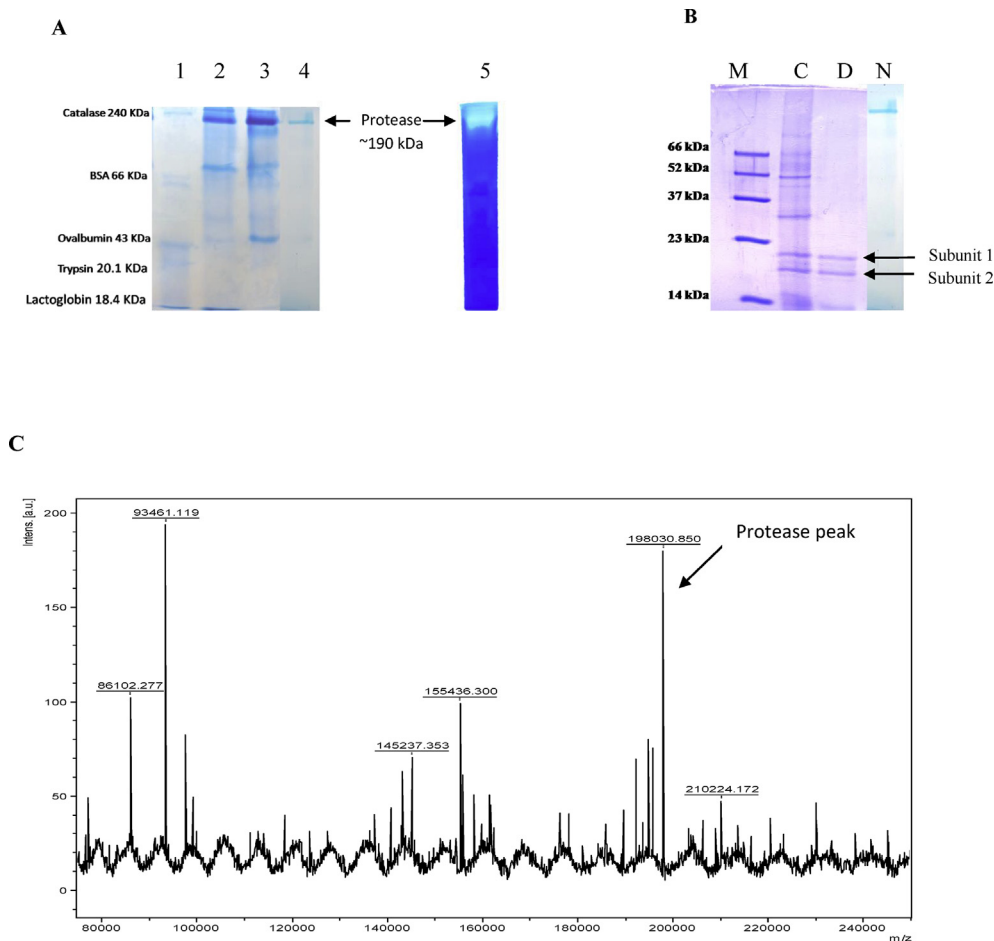 A
B
1 2 3 4 5
M C D N
Catalase 240 KDa
BSA 66 KDa
Ovalbumin 43 KDa
Trypsin 20.1 KDa
Lactoglobin 18.4 KDa
Protease
~190 kDa
66 kDa
52 kDa
37 kDa
23 kDa
14 kDa
Subunit 1
Subunit 2
C
Intens. [a.u.]
200
150
100
50
0
93461.119
86102.277
145237.353
155436.300
198030.850
210224.172
Protease peak
80000 100000 120000 140000 160000 180000 200000 220000 240000
m/z